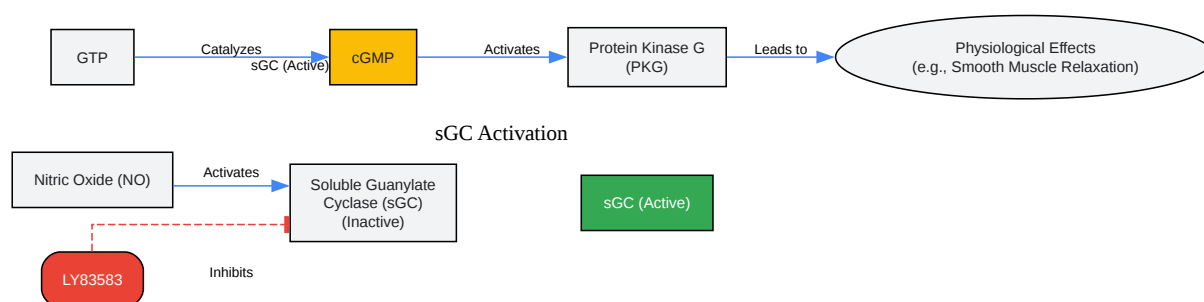 GTP
Catalyzes
sGC (Active)
cGMP
Activates
Protein Kinase G
(PKG)
Leads to
Physiological Effects
(e.g., Smooth Muscle Relaxation)
sGC Activation
Nitric Oxide (NO)
Activates
Soluble Guanylate
Cyclase (sGC)
(Inactive)
sGC (Active)
LY83583
Inhibits